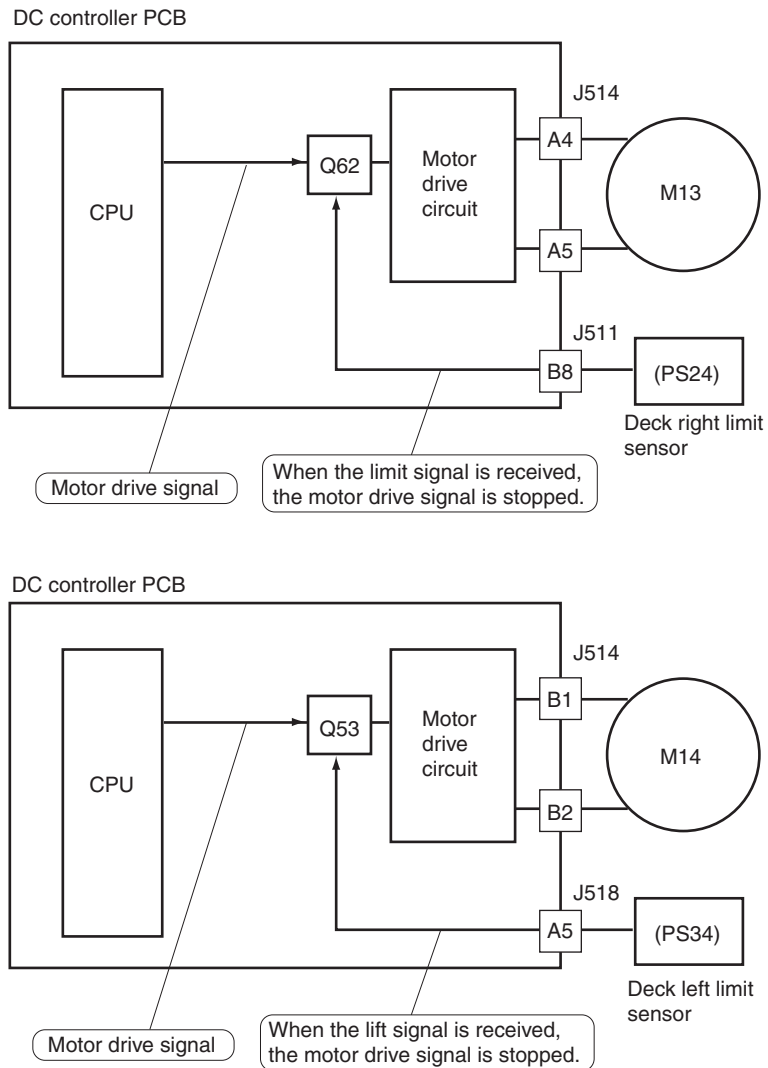 DC controller PCB
J514
CPU
Q62
Motor
drive
circuit
A4
A5
M13
J511
B8
(PS24)
Deck right limit
sensor
Motor drive signal
When the limit signal is received,
the motor drive signal is stopped.
DC controller PCB
J514
CPU
Q53
Motor
drive
circuit
B1
B2
M14
J518
A5
(PS34)
Deck left limit
sensor
Motor drive signal
When the lift signal is received,
the motor drive signal is stopped.